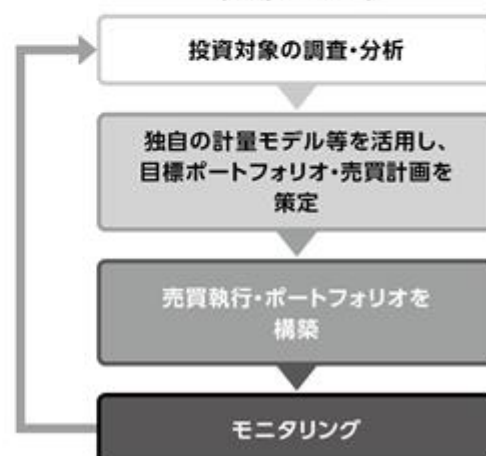 投資対象の調査・分析
独自の計量モデル等を活用し、
目標ポートフォリオ・売買計画を
策定
売買執行・ポートフォリオを
構築
モニタリング